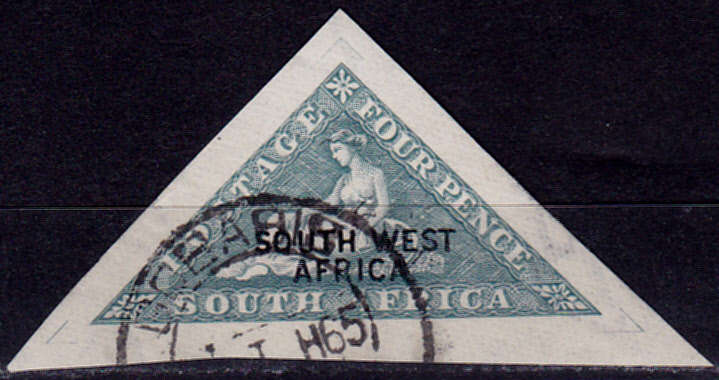 POSTAGE
FOUR PENCE
SOUTH WEST
AFRICA
SOUTH AFRICA